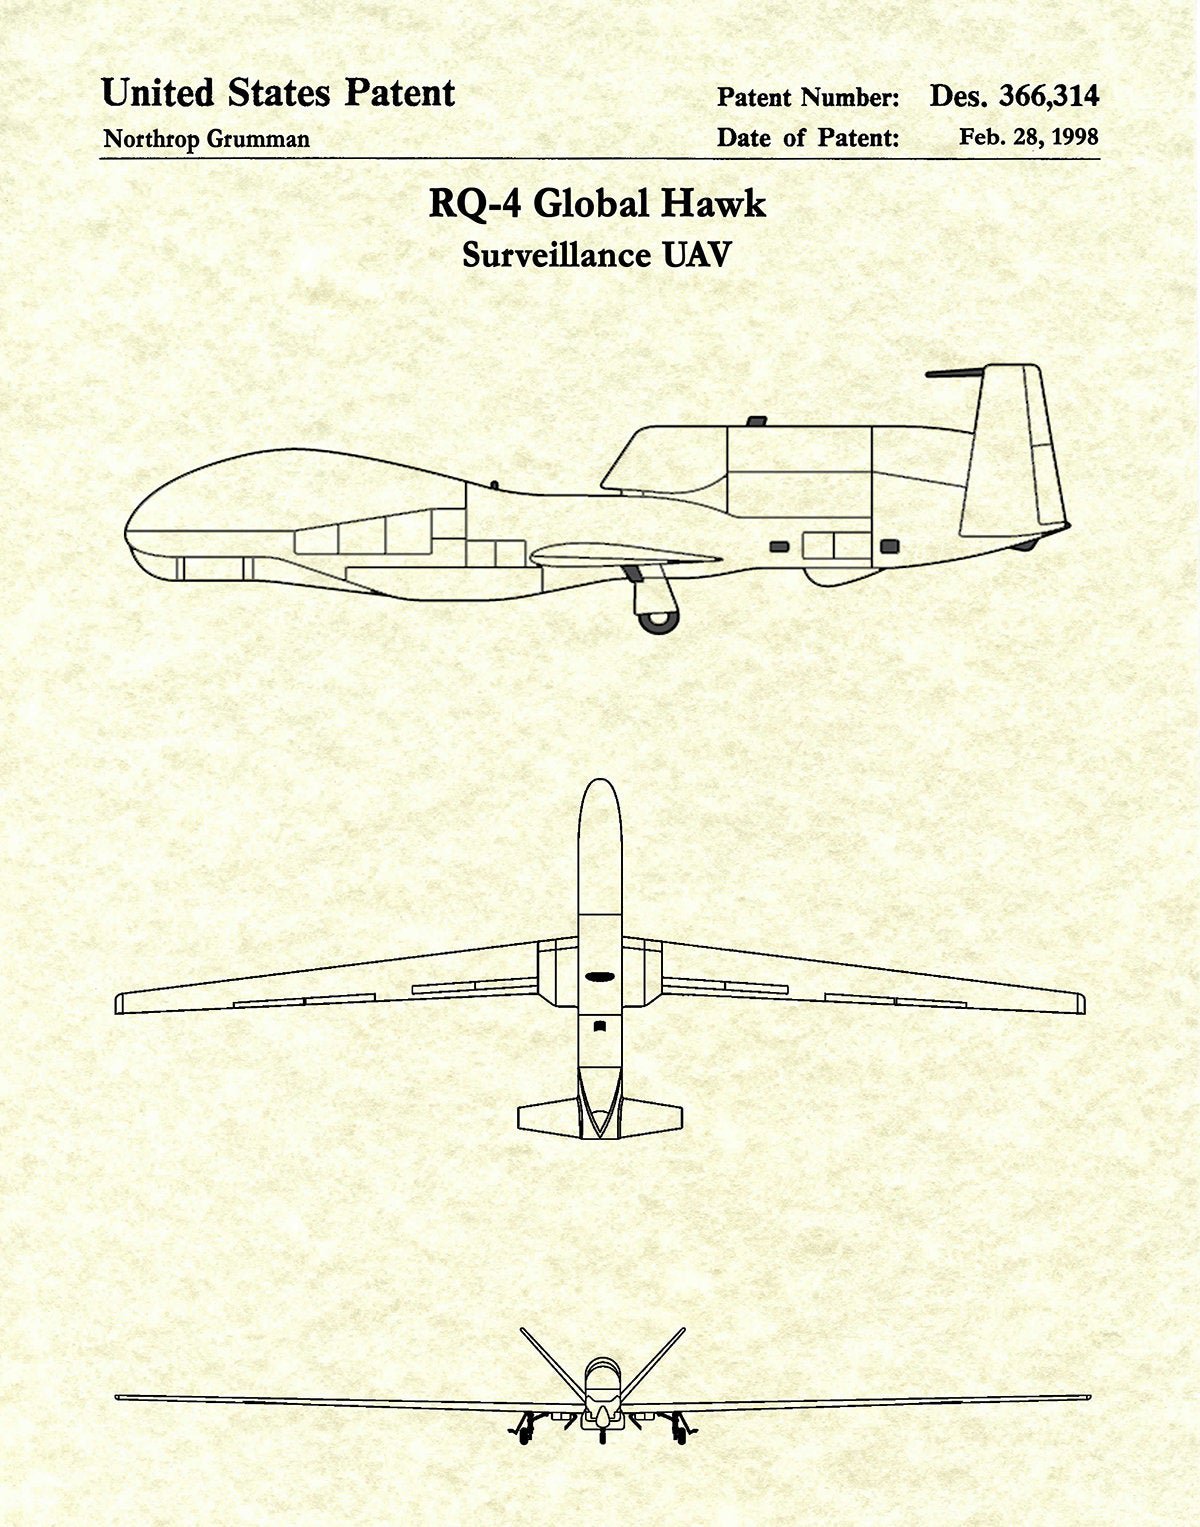 United States Patent
Northrop Grumman
Patent Number: Des. 366,314
Date of Patent: Feb. 28, 1998
RQ-4 Global Hawk
Surveillance UAV